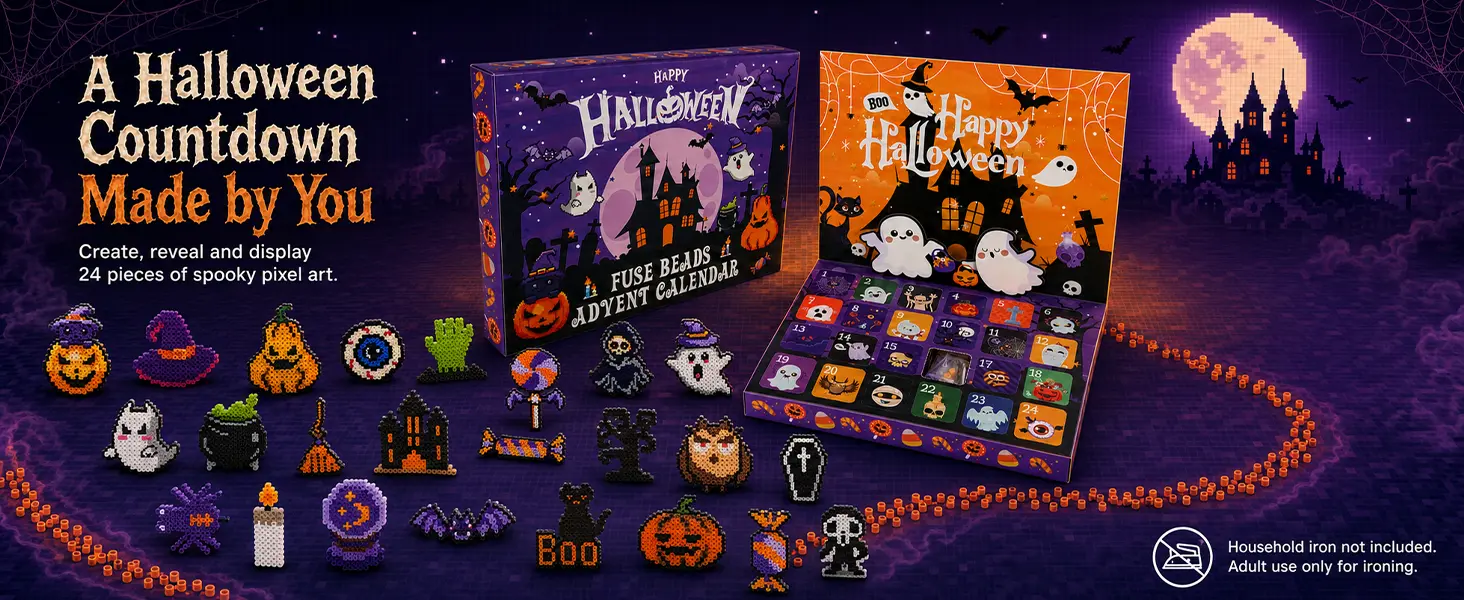 A Halloween
Countdown
Made by You
Create, reveal and display
24 pieces of spooky pixel art.
HAPPY
HALLOWEEN
FUSE BEADS
ADVENT CALENDAR
BOO
Happy
Halloween
1 2 3 4 5 6
7 8 9 10 11 12
13 14 15 17 18
19 20 21 22 23 24
Boo
Household iron not included.
Adult use only for ironing.